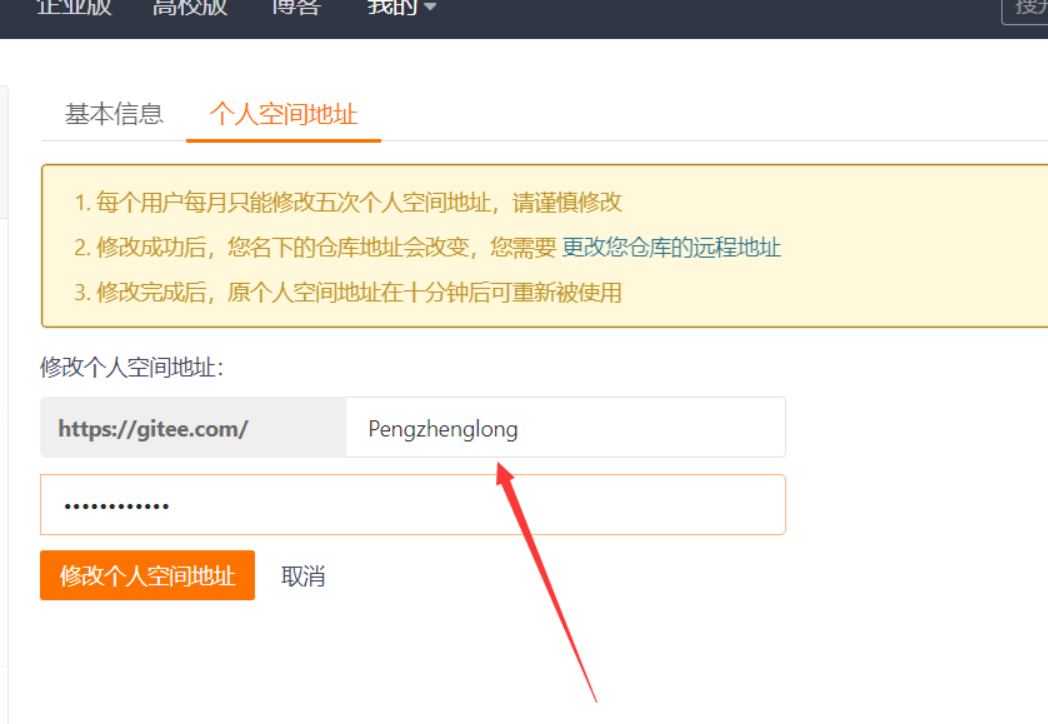 企业版 高校版 博客 我的
搜开
基本信息 个人空间地址
1. 每个用户每月只能修改五次个人空间地址，请谨慎修改
2. 修改成功后，您名下的仓库地址会改变，您需要 更改您仓库的远程地址
3. 修改完成后，原个人空间地址在十分钟后可重新被使用
修改个人空间地址：
https://gitee.com/ Pengzhenglong
••••••••••••
修改个人空间地址 取消